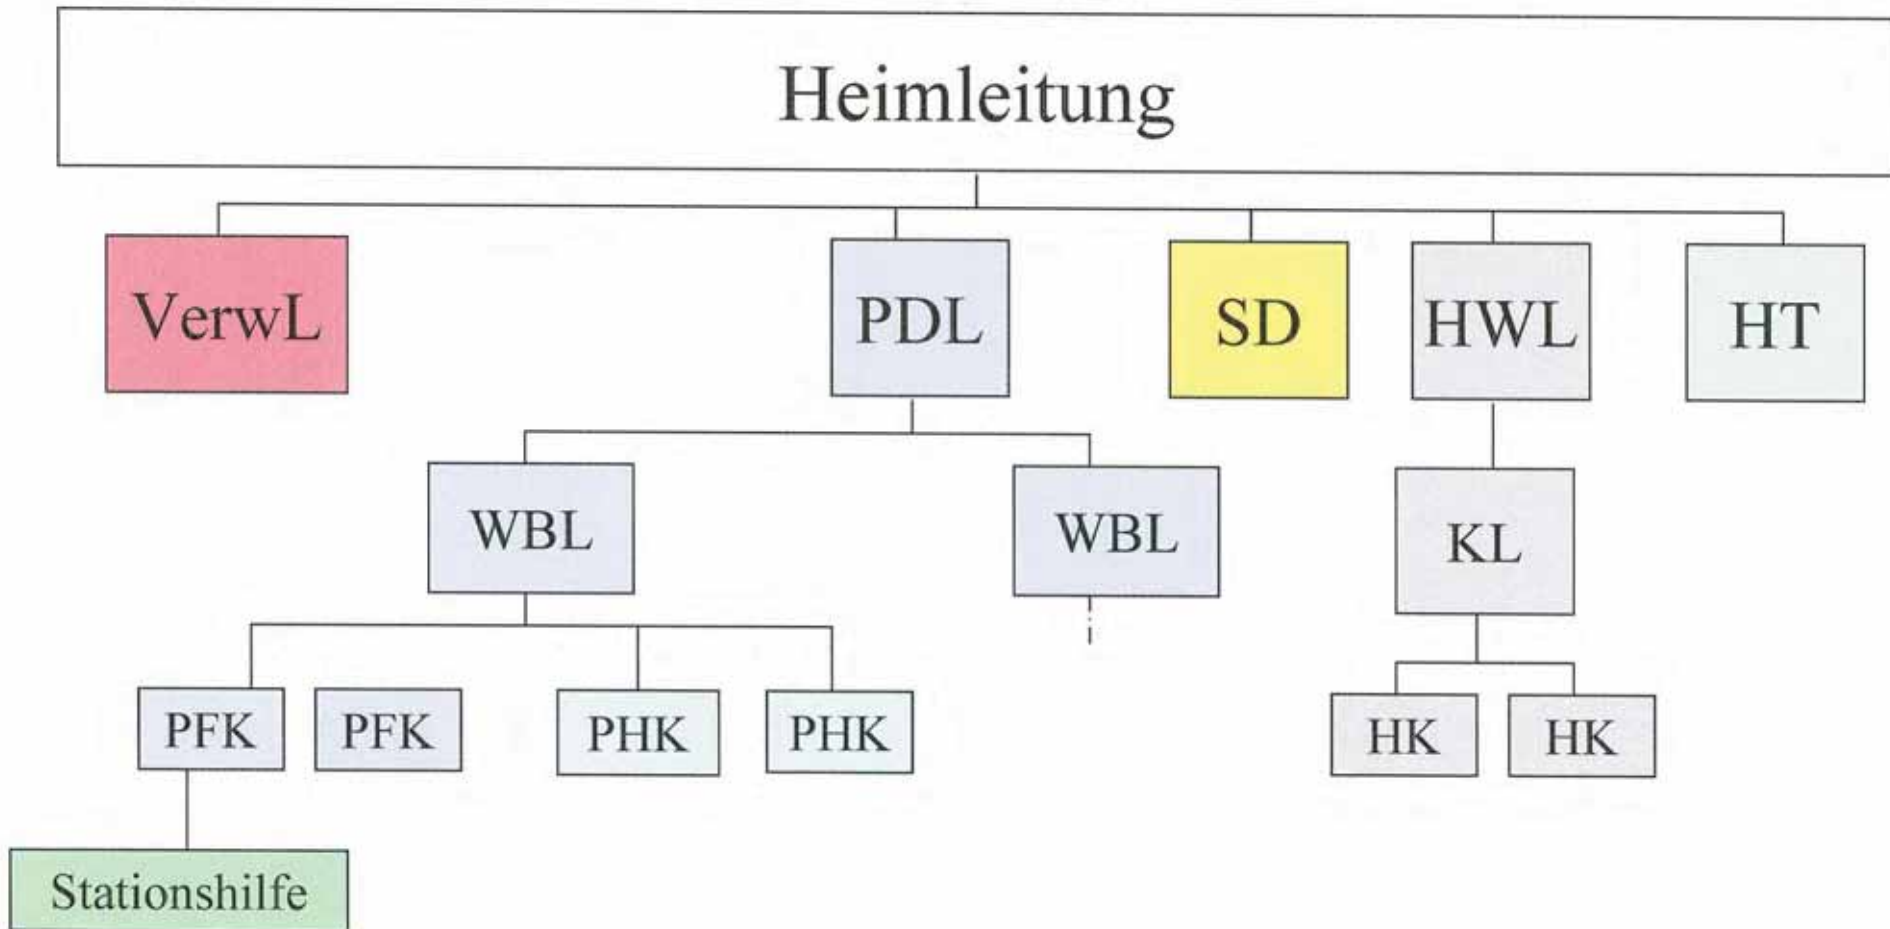 Heimleitung
VerwL
PDL
SD
HWL
HT
WBL
WBL
KL
PFK
PFK
PHK
PHK
HK
HK
Stationshilfe